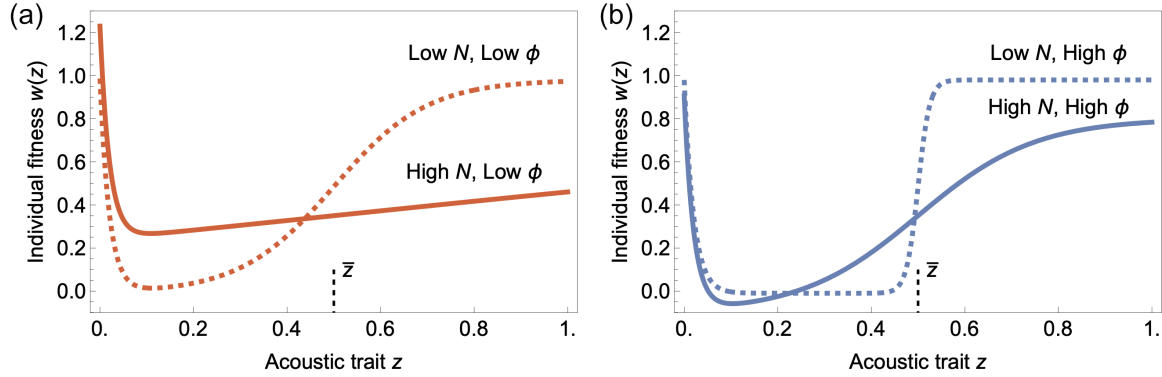 (a)
Individual fitness w(z)
1.2
1.0
0.8
0.6
0.4
0.2
0.0
Low N, Low ϕ
High N, Low ϕ
z̄
0. 0.2 0.4 0.6 0.8 1.
Acoustic trait z
(b)
Individual fitness w(z)
1.2
1.0
0.8
0.6
0.4
0.2
0.0
Low N, High ϕ
High N, High ϕ
z̄
0. 0.2 0.4 0.6 0.8 1.
Acoustic trait z